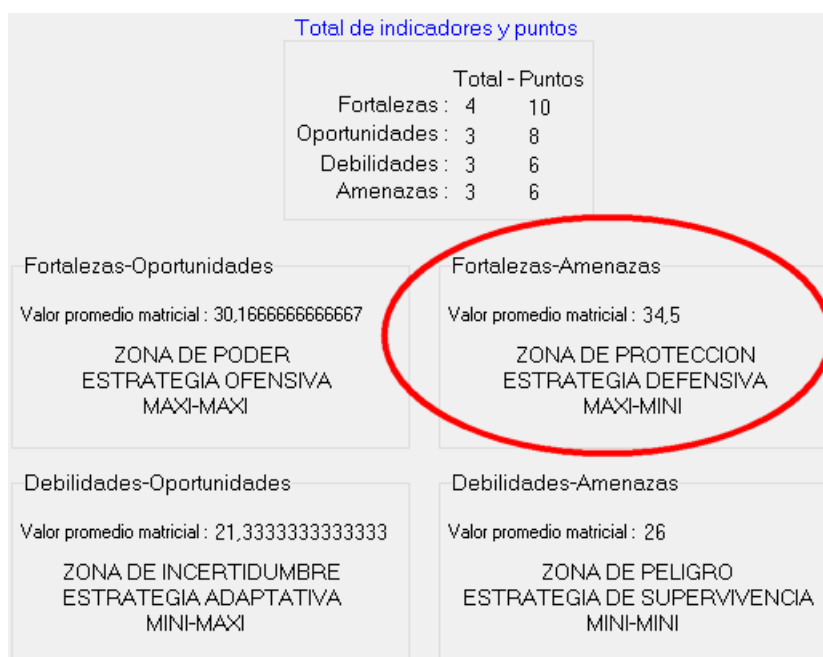 Total de indicadores y puntos
Total - Puntos
Fortalezas : 4 10
Oportunidades : 3 8
Debilidades : 3 6
Amenazas : 3 6
Fortalezas-Oportunidades
Valor promedio matricial : 30,1666666666667
ZONA DE PODER
ESTRATEGIA OFENSIVA
MAXI-MAXI
Fortalezas-Amenazas
Valor promedio matricial : 34,5
ZONA DE PROTECCION
ESTRATEGIA DEFENSIVA
MAXI-MINI
Debilidades-Oportunidades
Valor promedio matricial : 21,3333333333333
ZONA DE INCERTIDUMBRE
ESTRATEGIA ADAPTATIVA
MINI-MAXI
Debilidades-Amenazas
Valor promedio matricial : 26
ZONA DE PELIGRO
ESTRATEGIA DE SUPERVIVENCIA
MINI-MINI